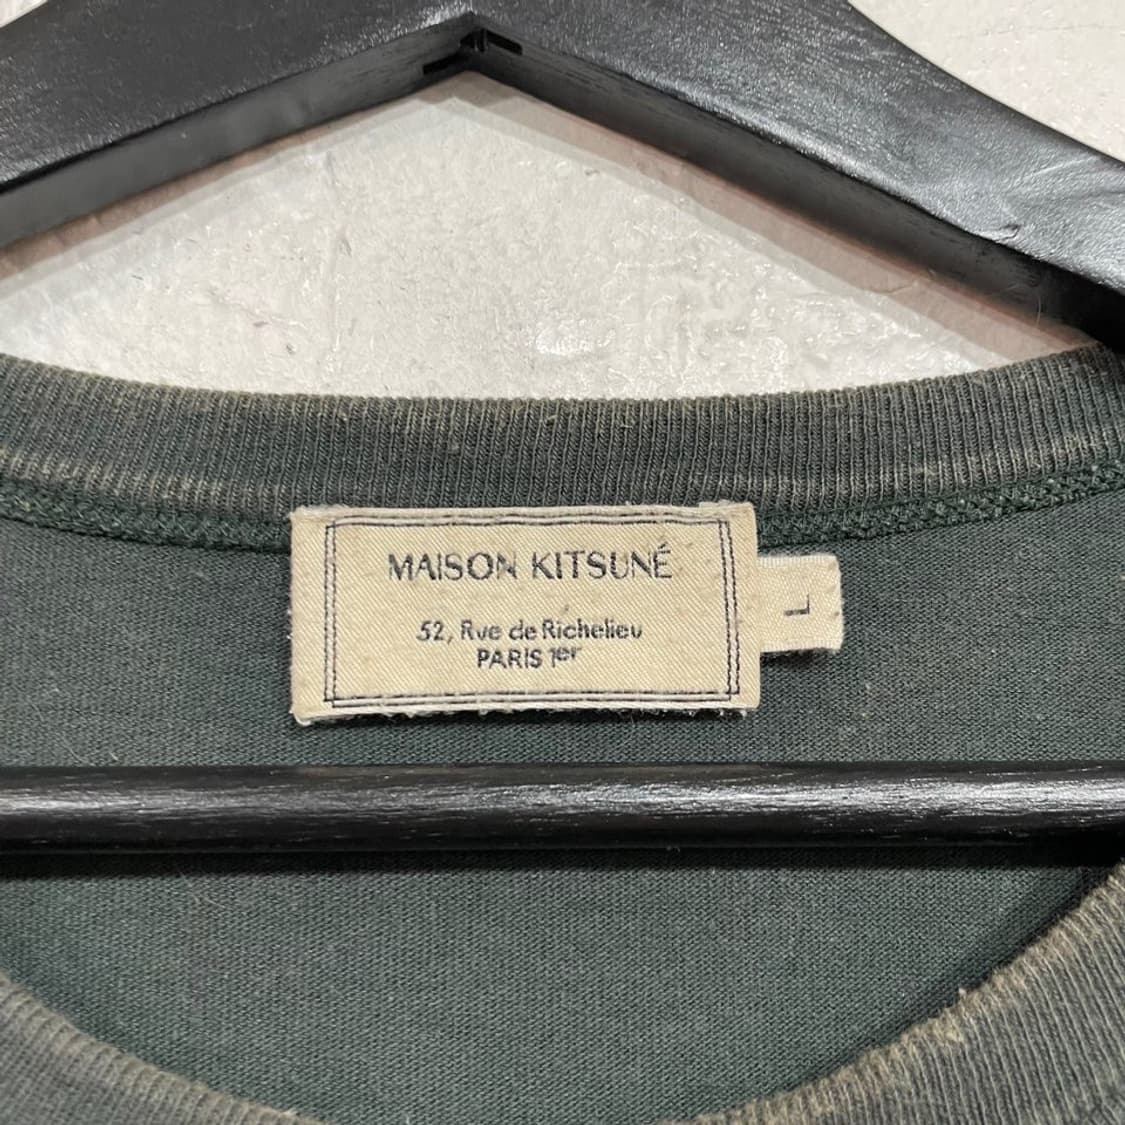 MAISON KITSUNÉ
52, Rue de Richelieu
PARIS 1er
L